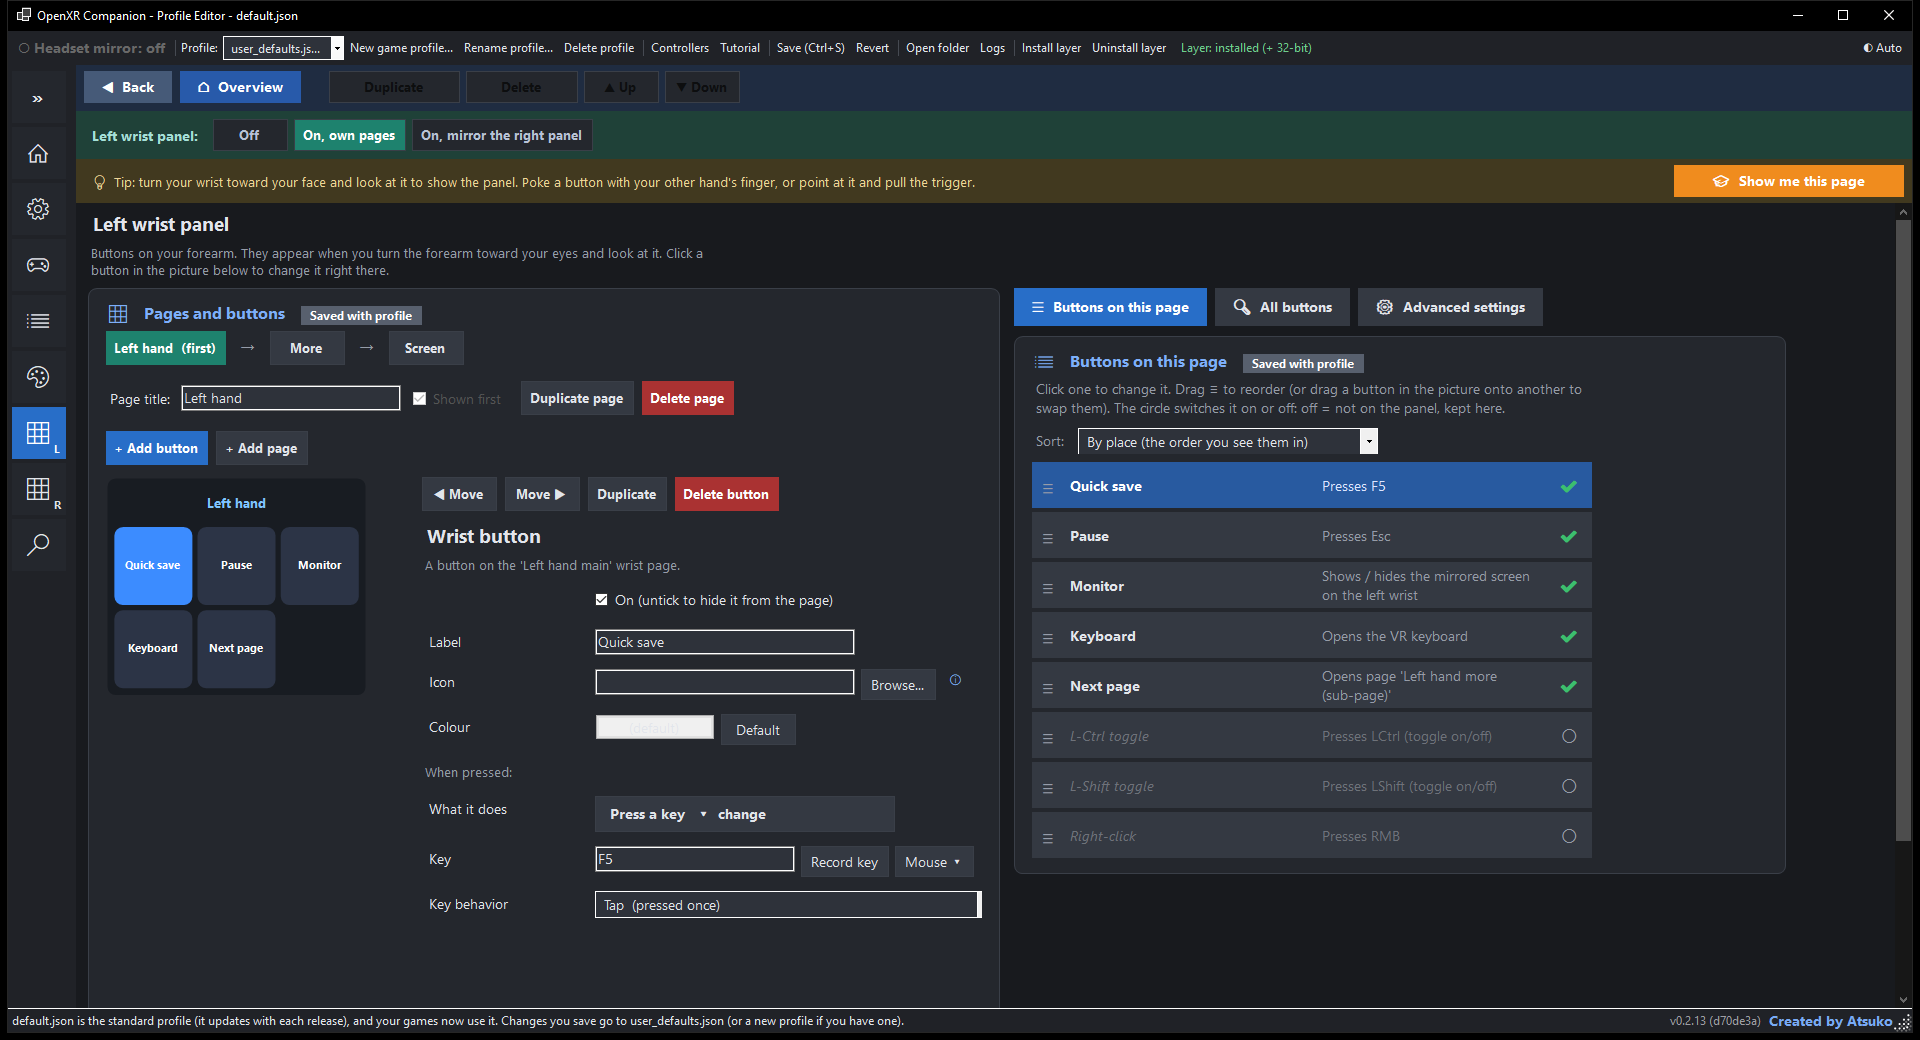 OpenXR Companion - Profile Editor - default.json
Headset mirror: off
Profile: user_defaults.js... New game profile... Rename profile... Delete profile Controllers Tutorial Save (Ctrl+S) Revert Open folder Logs Install layer Uninstall layer Layer: installed (+ 32-bit) Auto
Back Overview Duplicate Delete Up Down
Left wrist panel: Off On, own pages On, mirror the right panel
Tip: turn your wrist toward your face and look at it to show the panel. Poke a button with your other hand's finger, or point at it and pull the trigger.
Show me this page
Left wrist panel
Buttons on your forearm. They appear when you turn the forearm toward your eyes and look at it. Click a
button in the picture below to change it right there.
Pages and buttons Saved with profile
Left hand (first) → More → Screen
Page title: Left hand Shown first Duplicate page Delete page
+ Add button + Add page
Left hand
Quick save Pause Monitor
Keyboard Next page
◀ Move Move ▶ Duplicate Delete button
Wrist button
A button on the 'Left hand main' wrist page.
On (untick to hide it from the page)
Label Quick save
Icon Browse...
Colour Default
When pressed:
What it does Press a key ▾ change
Key F5 Record key Mouse ▾
Key behavior Tap (pressed once)
Buttons on this page All buttons Advanced settings
Buttons on this page Saved with profile
Click one to change it. Drag ≡ to reorder (or drag a button in the picture onto another to
swap them). The circle switches it on or off: off = not on the panel, kept here.
Sort: By place (the order you see them in)
Quick save Presses F5
Pause Presses Esc
Monitor Shows / hides the mirrored screen
on the left wrist
Keyboard Opens the VR keyboard
Next page Opens page 'Left hand more
(sub-page)'
L-Ctrl toggle Presses LCtrl (toggle on/off)
L-Shift toggle Presses LShift (toggle on/off)
Right-click Presses RMB
L
R
default.json is the standard profile (it updates with each release), and your games now use it. Changes you save go to user_defaults.json (or a new profile if you have one).
v0.2.13 (d70de3a) Created by Atsuko